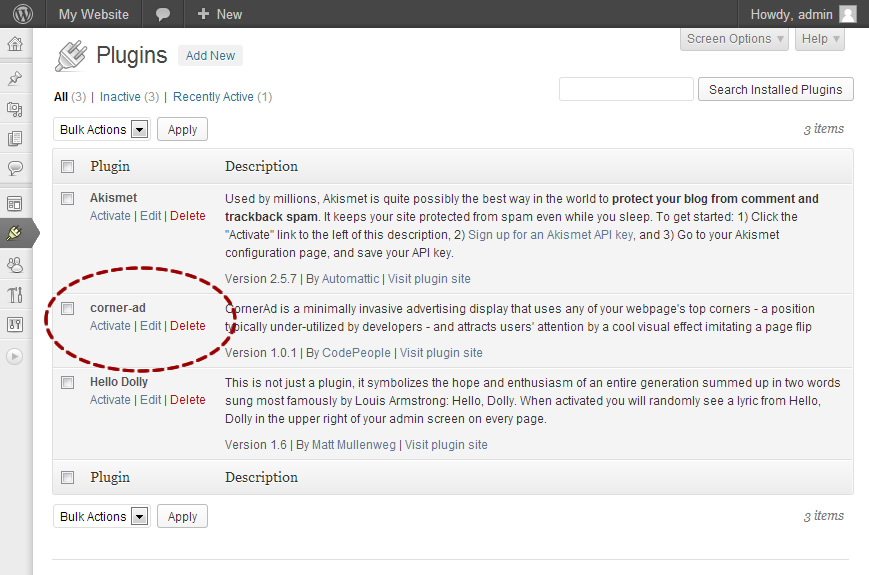 My Website + New Howdy, admin
Screen Options Help
Plugins Add New
All (3) | Inactive (3) | Recently Active (1)
Search Installed Plugins
Bulk Actions Apply 3 items
Plugin Description
Akismet
Activate | Edit | Delete
Used by millions, Akismet is quite possibly the best way in the world to protect your blog from comment and
trackback spam. It keeps your site protected from spam even while you sleep. To get started: 1) Click the
"Activate" link to the left of this description, 2) Sign up for an Akismet API key, and 3) Go to your Akismet
configuration page, and save your API key.
Version 2.5.7 | By Automattic | Visit plugin site
corner-ad
Activate | Edit | Delete
CornerAd is a minimally invasive advertising display that uses any of your webpage's top corners - a position
typically under-utilized by developers - and attracts users' attention by a cool visual effect imitating a page flip
Version 1.0.1 | By CodePeople | Visit plugin site
Hello Dolly
Activate | Edit | Delete
This is not just a plugin, it symbolizes the hope and enthusiasm of an entire generation summed up in two words
sung most famously by Louis Armstrong: Hello, Dolly. When activated you will randomly see a lyric from Hello,
Dolly in the upper right of your admin screen on every page.
Version 1.6 | By Matt Mullenweg | Visit plugin site
Plugin Description
Bulk Actions Apply 3 items